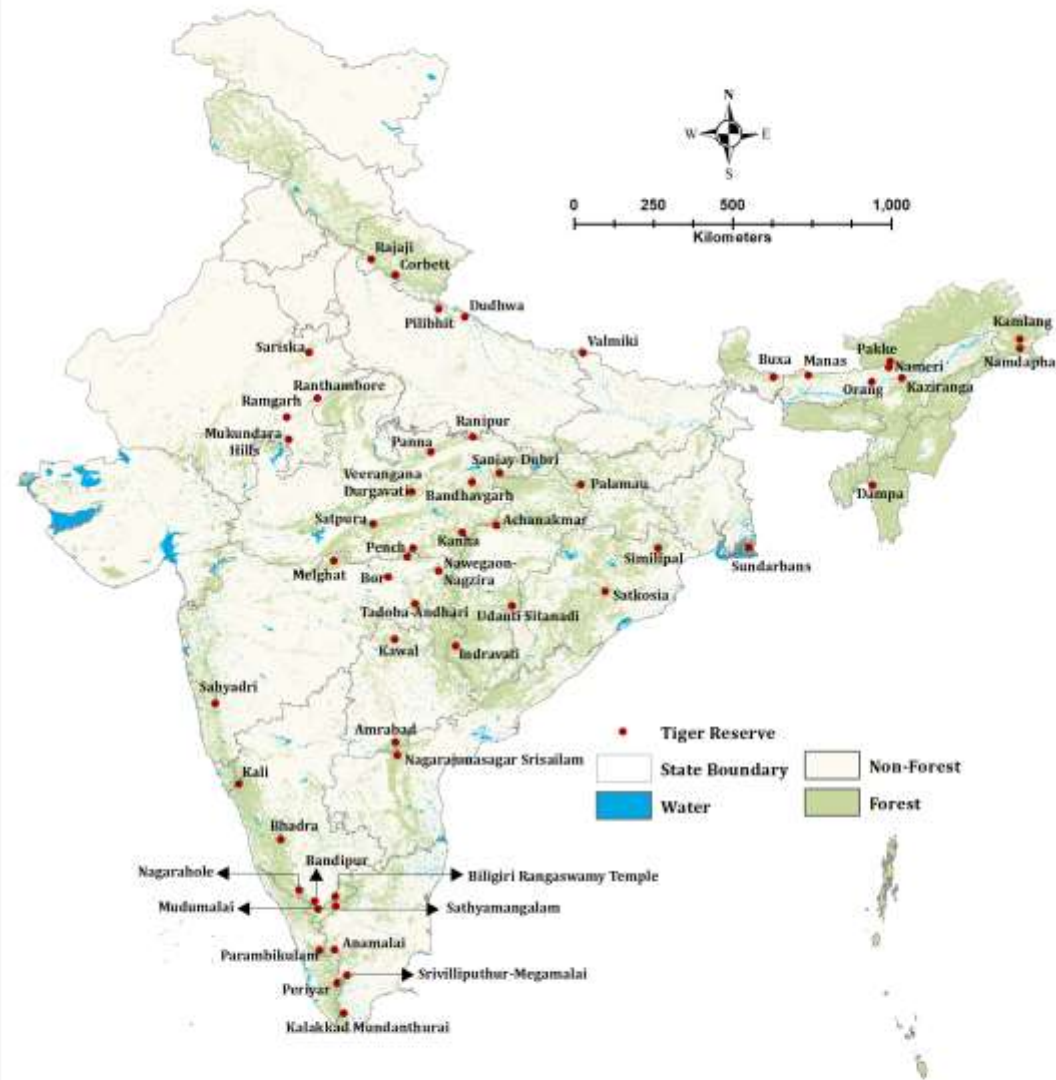 N
W E
S
0 250 500 1,000
Kilometers
Rajaji
Corbett
Dudhwa
Pilibhit
Valmiki
Sariska
Ranthambore
Ramgarh
Mukundara
Hills
Buxa
Manas
Pakke
Nameri
Orang
Kaziranga
Kamlang
Namdapha
Dampa
Ranipur
Panna
Sanjay-Dubri
Veerangana
Durgavati
Bandhavgarh
Palamau
Satpura
Achanakmar
Kanha
Pench
Melghat
Nawegaon-
Nagzira
Bor
Similipal
Sundarbans
Satkosia
Tadoba-Andhari
Udanti Sitanadi
Kawal
Indravati
Sahyadri
Amrabad
Nagarajunasagar Srisailam
Kali
Bhadra
Tiger Reserve
State Boundary
Water
Non-Forest
Forest
Nagarahole
Bandipur
Biligiri Rangaswamy Temple
Mudumalai
Sathyamangalam
Parambikulam
Anamalai
Srivilliputhur-Megamalai
Periyar
Kalakkad Mundanthurai